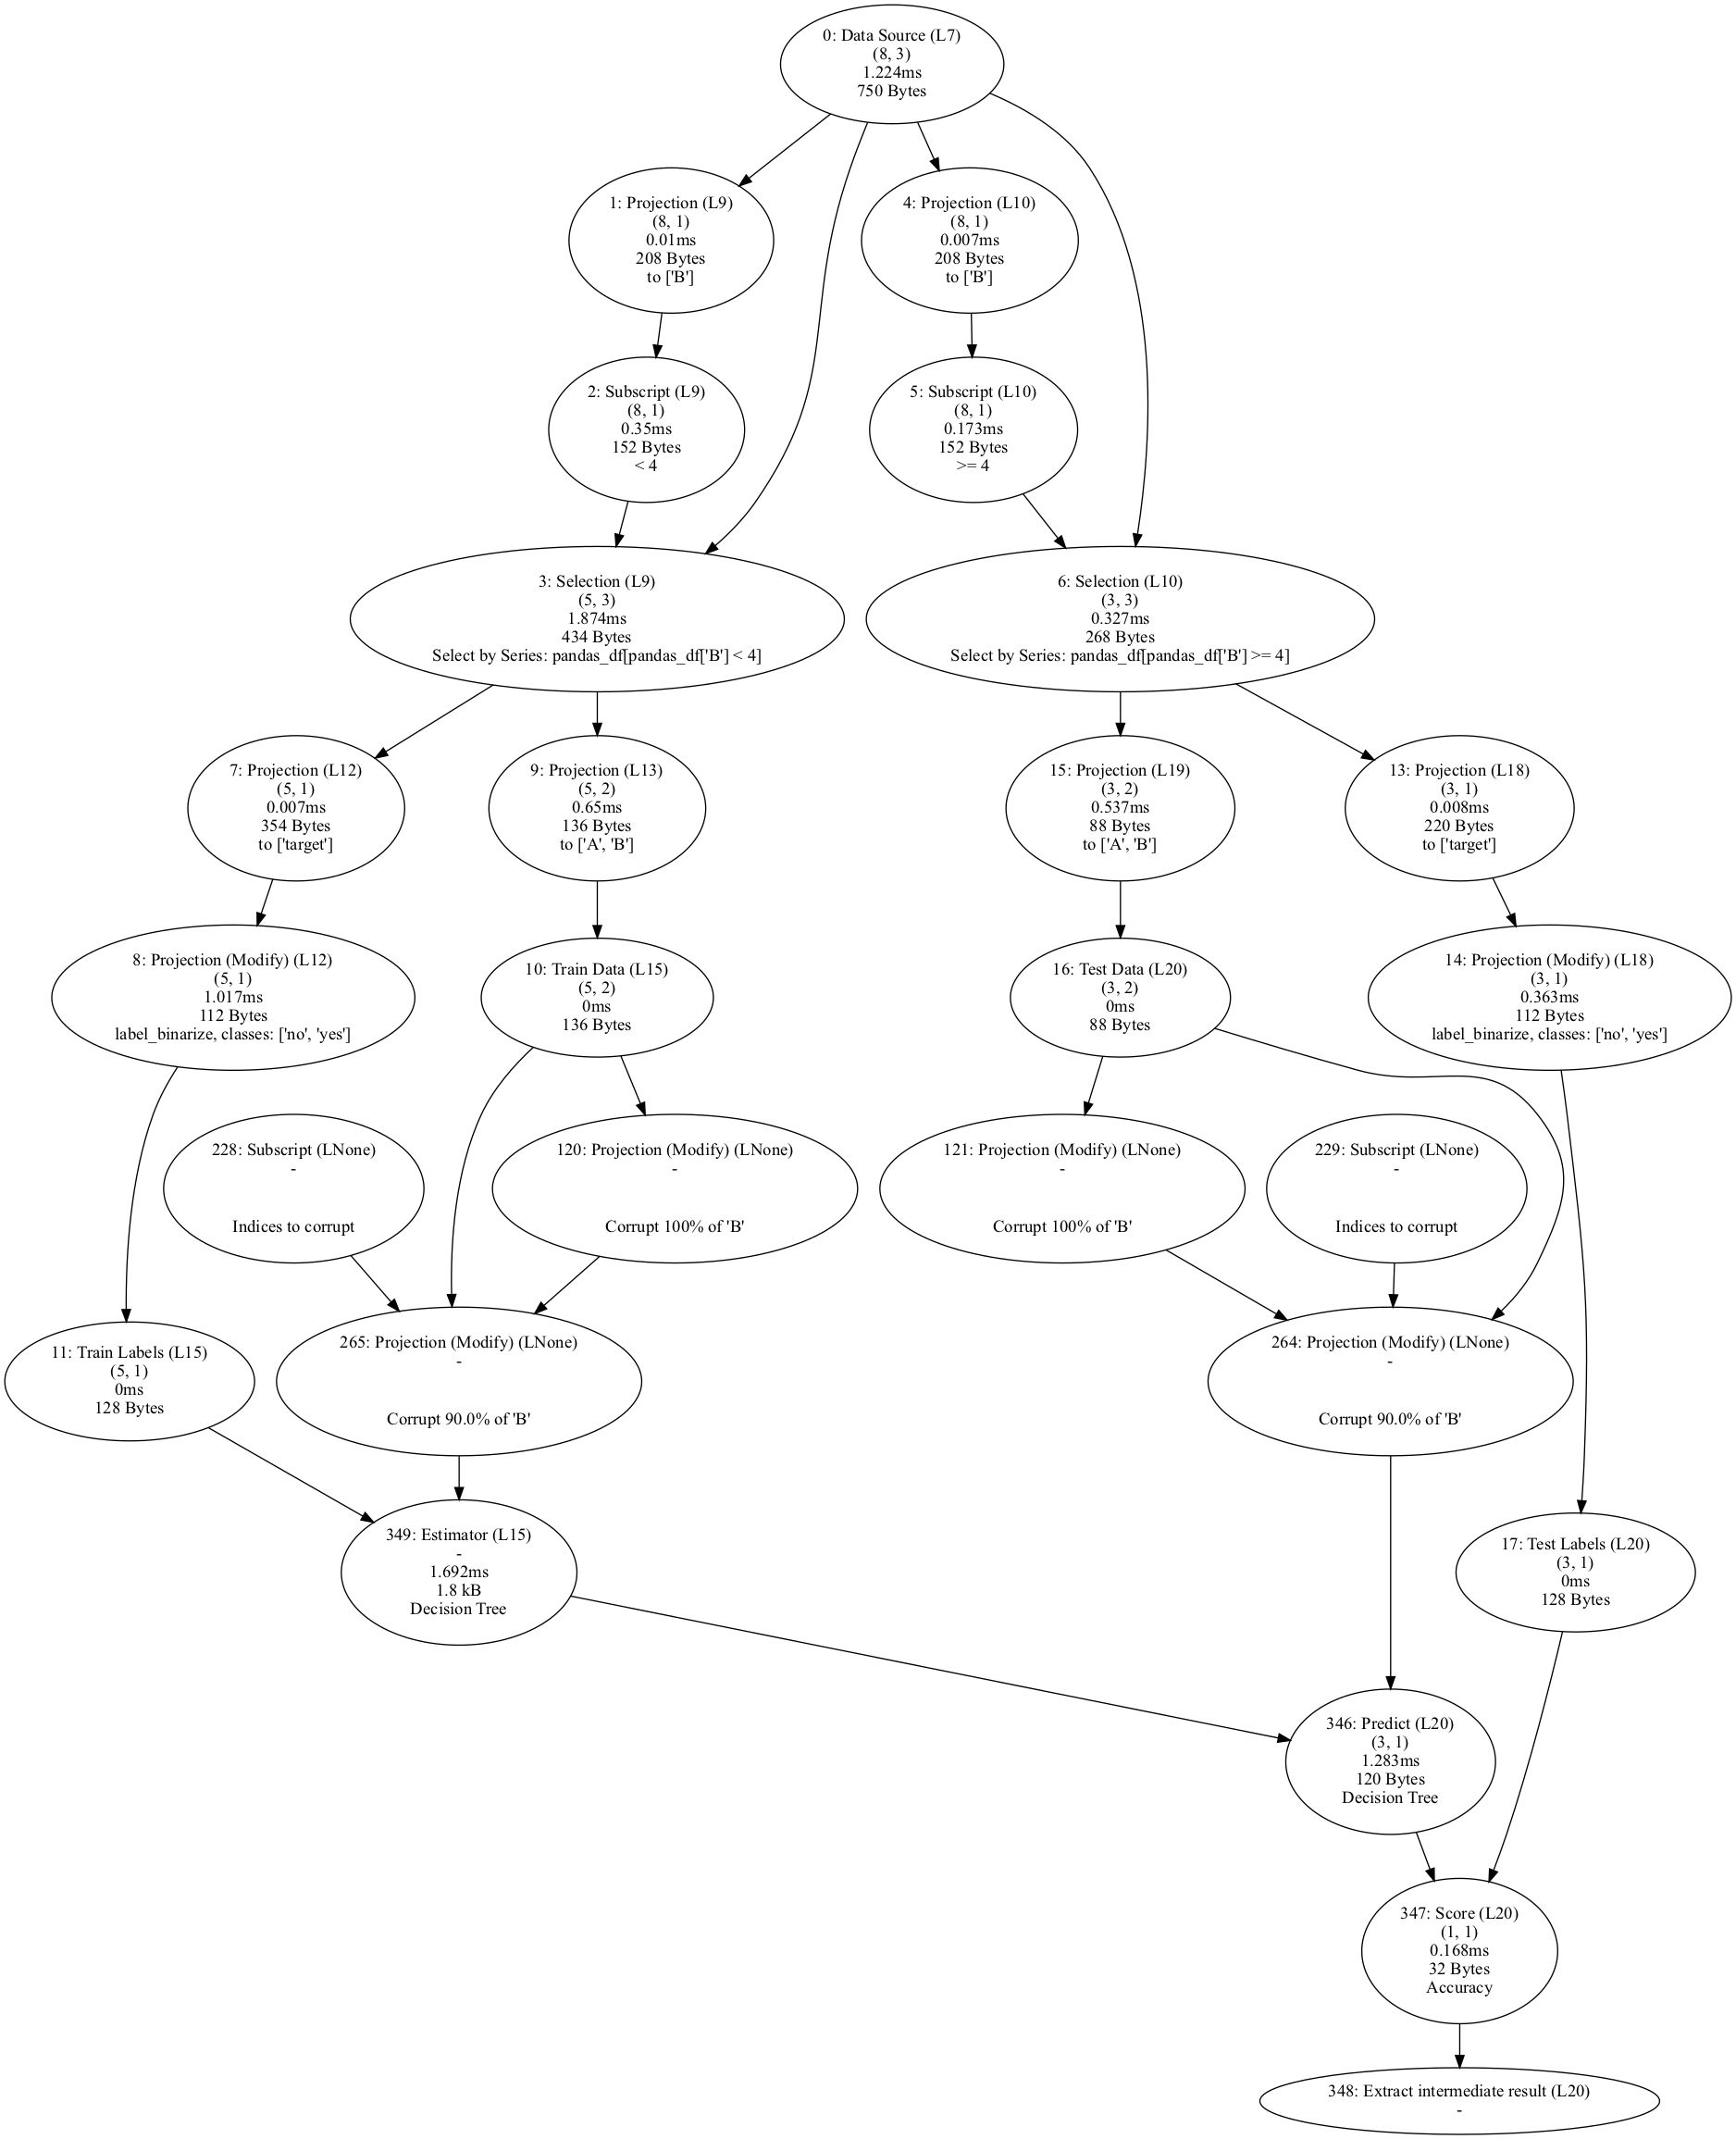 0: Data Source (L7)
(8, 3)
1.224ms
750 Bytes
1: Projection (L9)
(8, 1)
0.01ms
208 Bytes
to ['B']
4: Projection (L10)
(8, 1)
0.007ms
208 Bytes
to ['B']
2: Subscript (L9)
(8, 1)
0.35ms
152 Bytes
< 4
5: Subscript (L10)
(8, 1)
0.173ms
152 Bytes
>= 4
3: Selection (L9)
(5, 3)
1.874ms
434 Bytes
Select by Series: pandas_df[pandas_df['B'] < 4]
6: Selection (L10)
(3, 3)
0.327ms
268 Bytes
Select by Series: pandas_df[pandas_df['B'] >= 4]
7: Projection (L12)
(5, 1)
0.007ms
354 Bytes
to ['target']
9: Projection (L13)
(5, 2)
0.65ms
136 Bytes
to ['A', 'B']
15: Projection (L19)
(3, 2)
0.537ms
88 Bytes
to ['A', 'B']
13: Projection (L18)
(3, 1)
0.008ms
220 Bytes
to ['target']
8: Projection (Modify) (L12)
(5, 1)
1.017ms
112 Bytes
label_binarize, classes: ['no', 'yes']
10: Train Data (L15)
(5, 2)
0ms
136 Bytes
16: Test Data (L20)
(3, 2)
0ms
88 Bytes
14: Projection (Modify) (L18)
(3, 1)
0.363ms
112 Bytes
label_binarize, classes: ['no', 'yes']
228: Subscript (LNone)
-
Indices to corrupt
120: Projection (Modify) (LNone)
-
Corrupt 100% of 'B'
121: Projection (Modify) (LNone)
-
Corrupt 100% of 'B'
229: Subscript (LNone)
-
Indices to corrupt
11: Train Labels (L15)
(5, 1)
0ms
128 Bytes
265: Projection (Modify) (LNone)
-
Corrupt 90.0% of 'B'
264: Projection (Modify) (LNone)
-
Corrupt 90.0% of 'B'
349: Estimator (L15)
-
1.692ms
1.8 kB
Decision Tree
17: Test Labels (L20)
(3, 1)
0ms
128 Bytes
346: Predict (L20)
(3, 1)
1.283ms
120 Bytes
Decision Tree
347: Score (L20)
(1, 1)
0.168ms
32 Bytes
Accuracy
348: Extract intermediate result (L20)
-